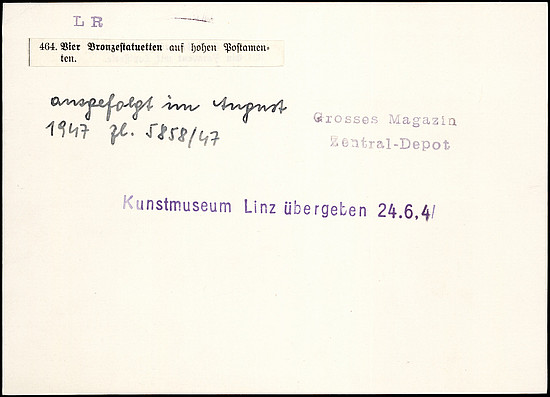 L R
464. Vier Bronzestatuetten auf hohen Postamen-
ten.
ausgefolgt im August
1947 zl. 5858/47
Grosses Magazin
Zentral-Depot
Kunstmuseum Linz übergeben 24.6.4/